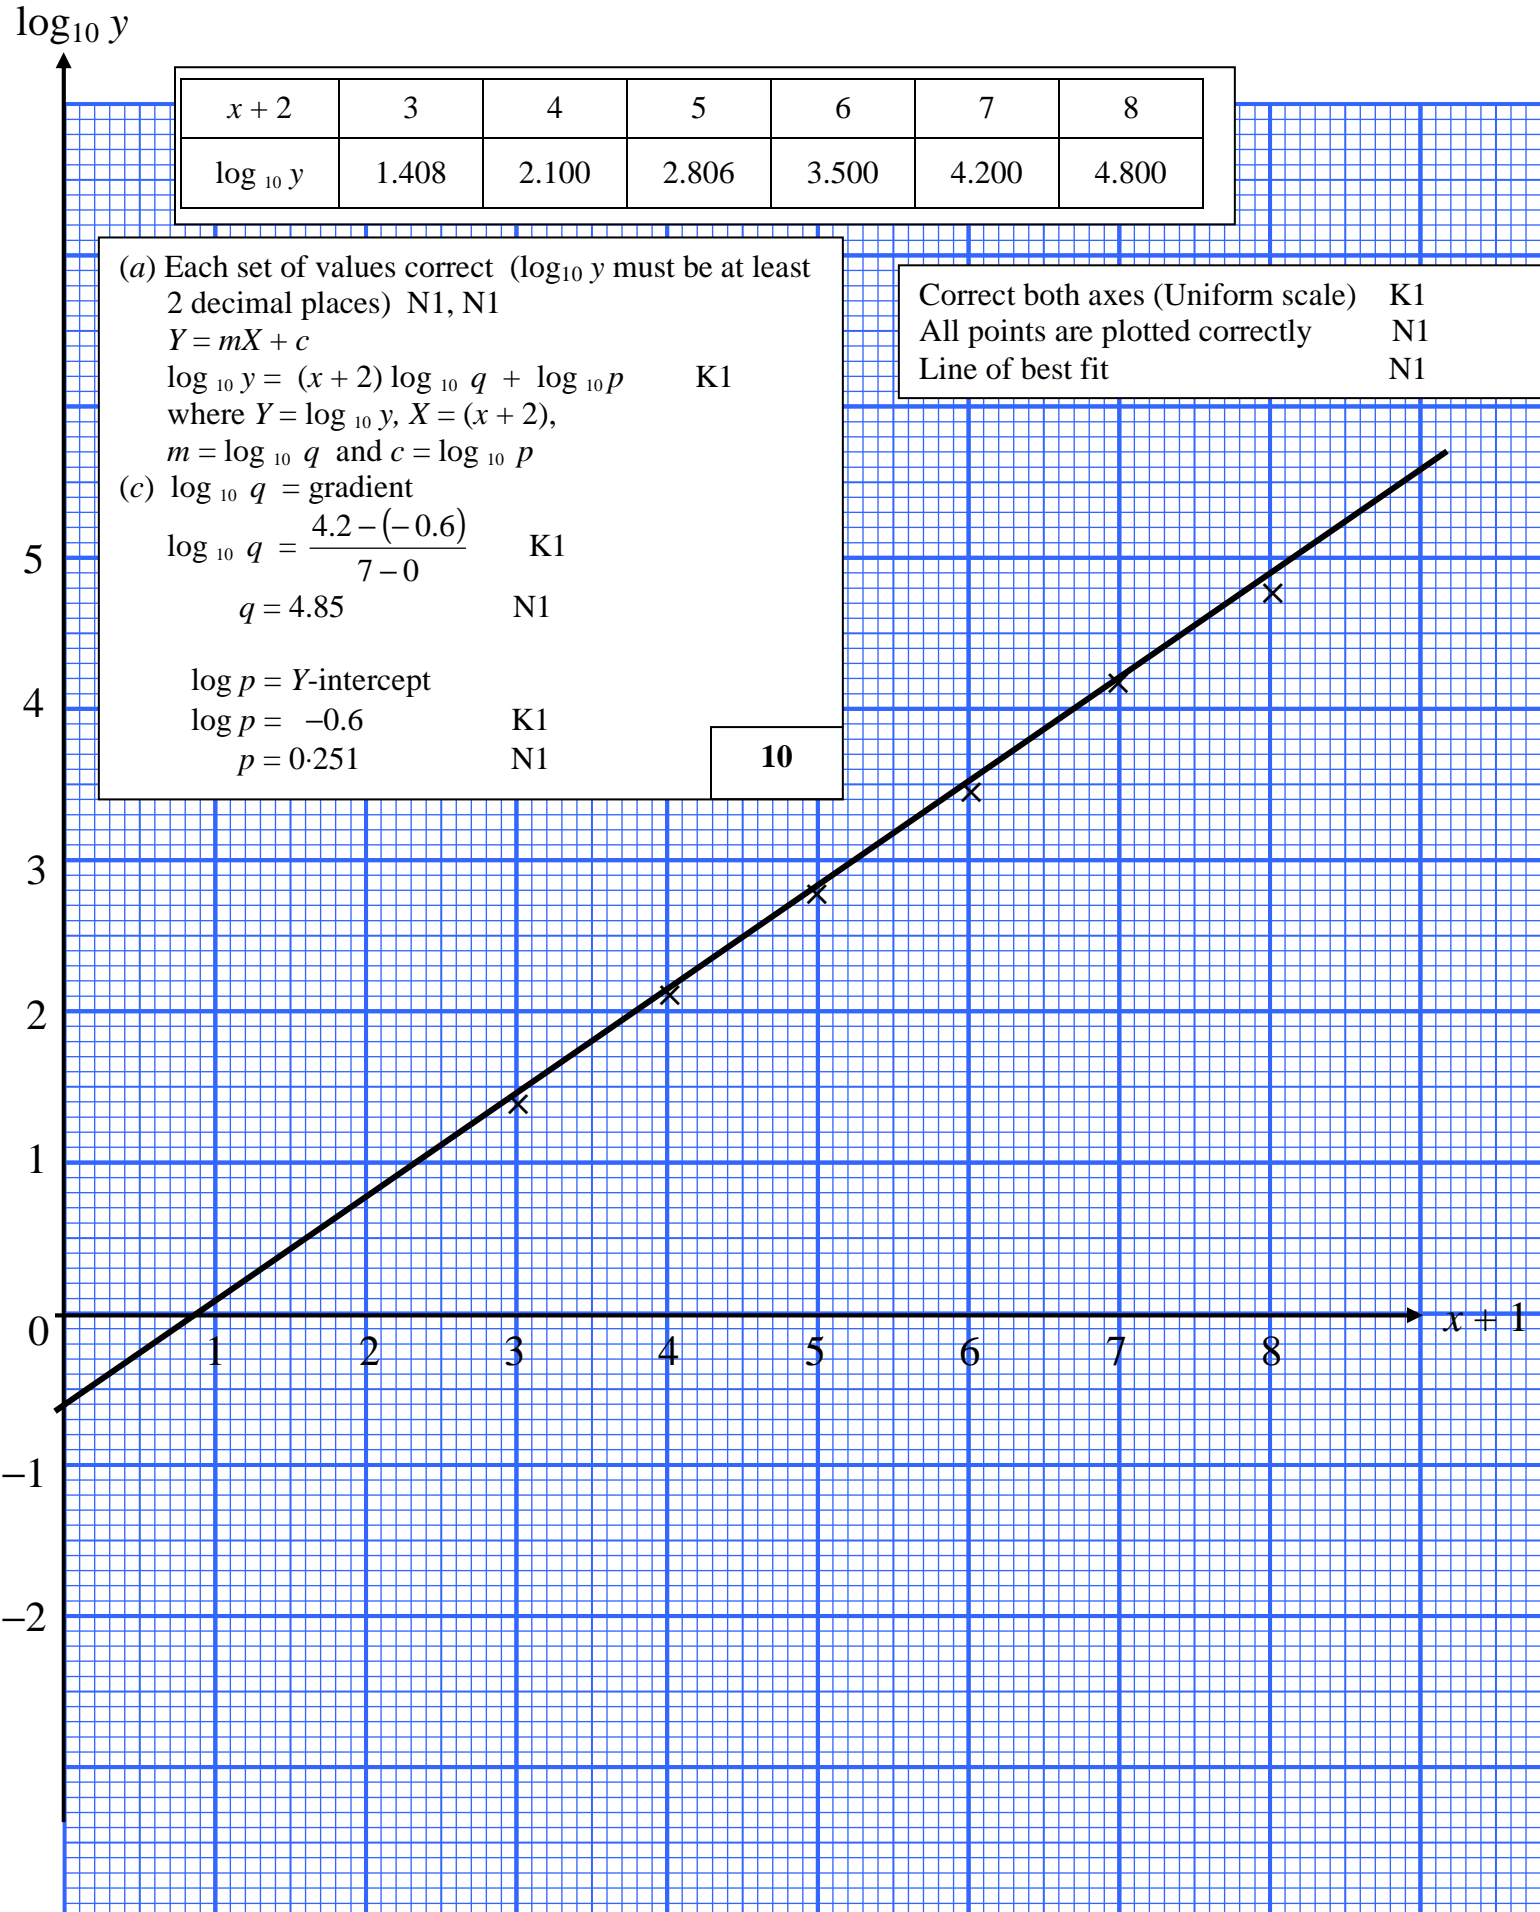 log₁₀ y
x + 2 3 4 5 6 7 8
log ₁₀ y 1.408 2.100 2.806 3.500 4.200 4.800
(a) Each set of values correct (log₁₀ y must be at least
2 decimal places) N1, N1
Y = mX + c
log ₁₀ y = (x + 2) log ₁₀ q + log ₁₀ p K1
where Y = log ₁₀ y, X = (x + 2),
m = log ₁₀ q and c = log ₁₀ p
(c) log ₁₀ q = gradient
log ₁₀ q = (4.2 – (– 0.6)) / (7 – 0) K1
q = 4.85 N1
log p = Y-intercept
log p = –0.6 K1
p = 0·251 N1
10
Correct both axes (Uniform scale) K1
All points are plotted correctly N1
Line of best fit N1
5
4
3
2
1
0
1 2 3 4 5 6 7 8
x + 1
–1
–2